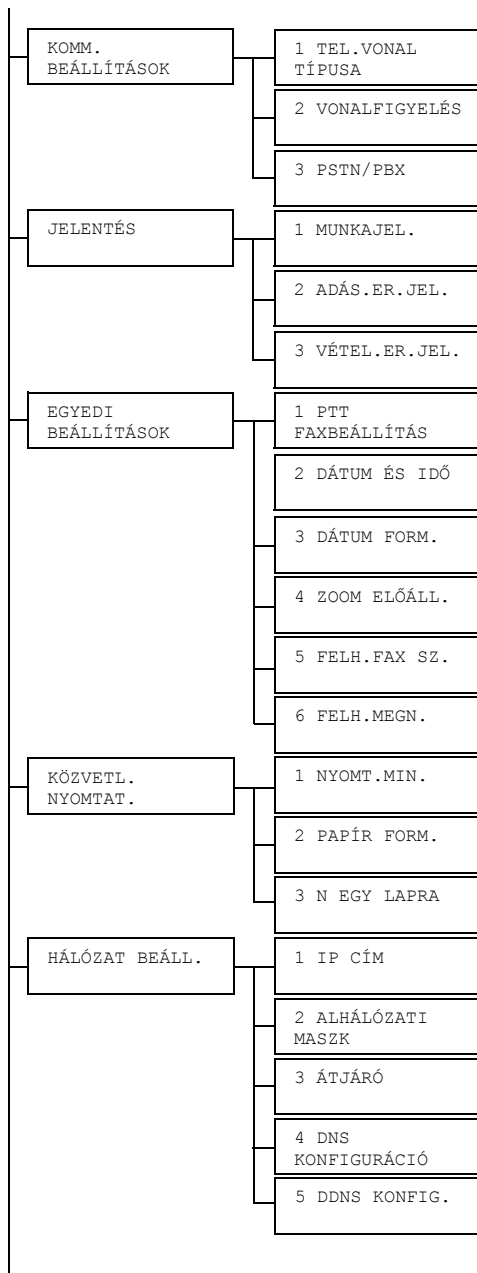 KOMM.
BEÁLLÍTÁSOK
1 TEL.VONAL
TÍPUSA
2 VONALFIGYELÉS
3 PSTN/PBX
JELENTÉS
1 MUNKAJEL.
2 ADÁS.ER.JEL.
3 VÉTEL.ER.JEL.
EGYEDI
BEÁLLÍTÁSOK
1 PTT
FAXBEÁLLÍTÁS
2 DÁTUM ÉS IDŐ
3 DÁTUM FORM.
4 ZOOM ELŐÁLL.
5 FELH.FAX SZ.
6 FELH.MEGN.
KÖZVETL.
NYOMTAT.
1 NYOMT.MIN.
2 PAPÍR FORM.
3 N EGY LAPRA
HÁLÓZAT BEÁLL.
1 IP CÍM
2 ALHÁLÓZATI
MASZK
3 ÁTJÁRÓ
4 DNS
KONFIGURÁCIÓ
5 DDNS KONFIG.